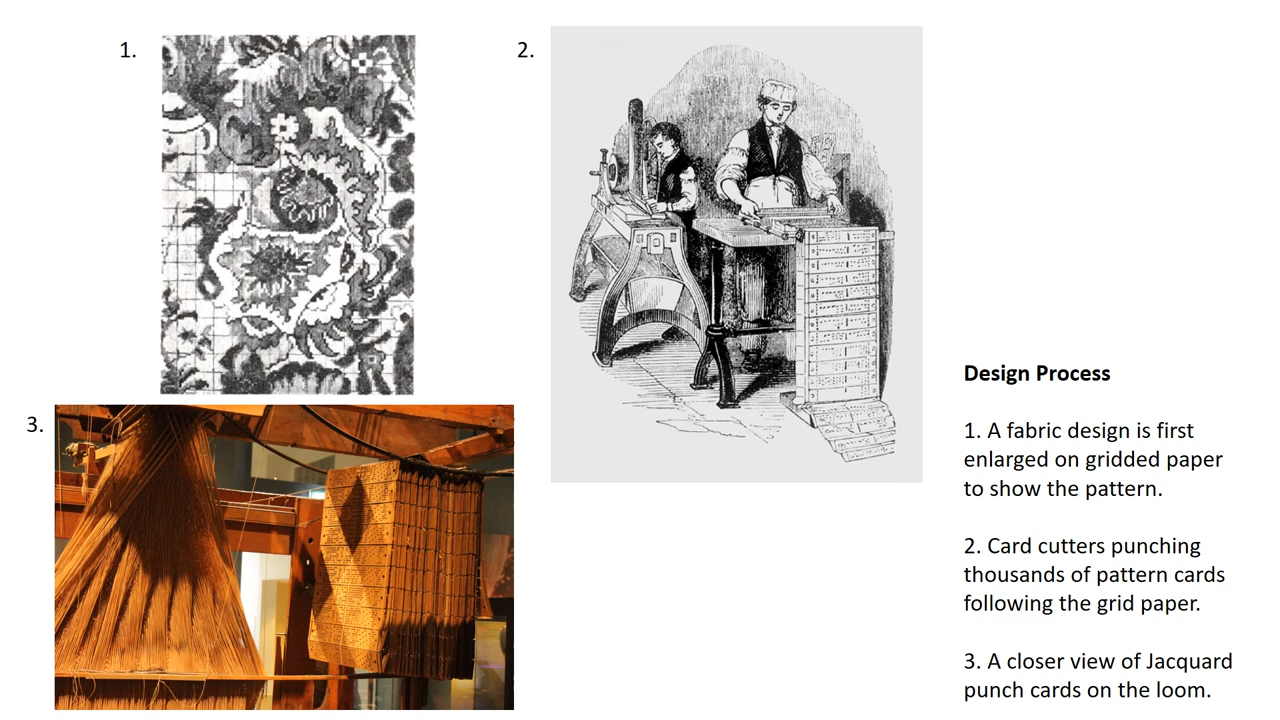 1.
2.
3.
Design Process
1. A fabric design is first
enlarged on gridded paper
to show the pattern.
2. Card cutters punching
thousands of pattern cards
following the grid paper.
3. A closer view of Jacquard
punch cards on the loom.